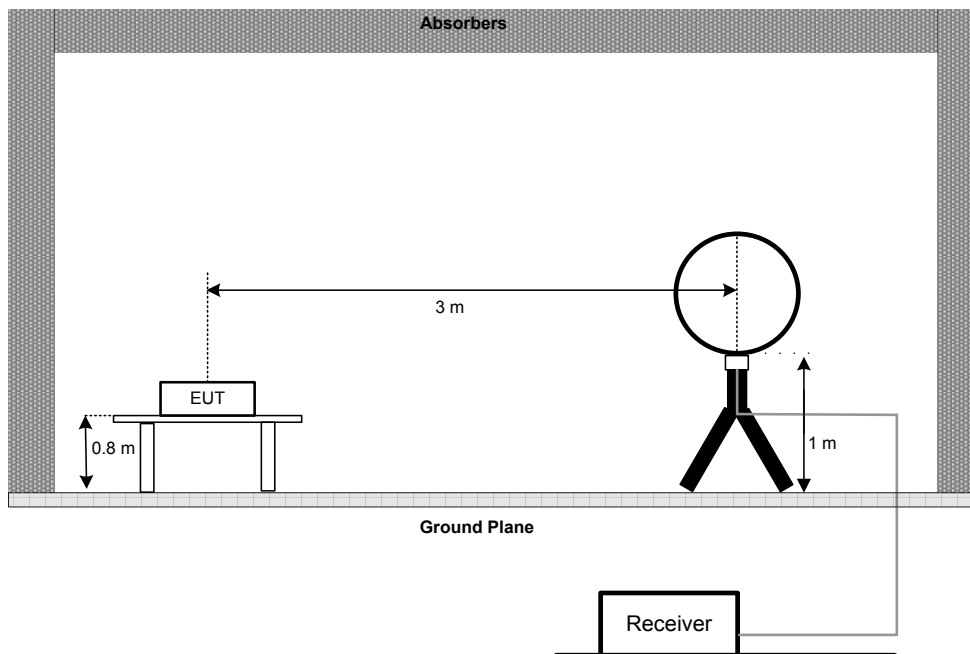 Absorbers
3 m
EUT
0.8 m
1 m
Ground Plane
Receiver